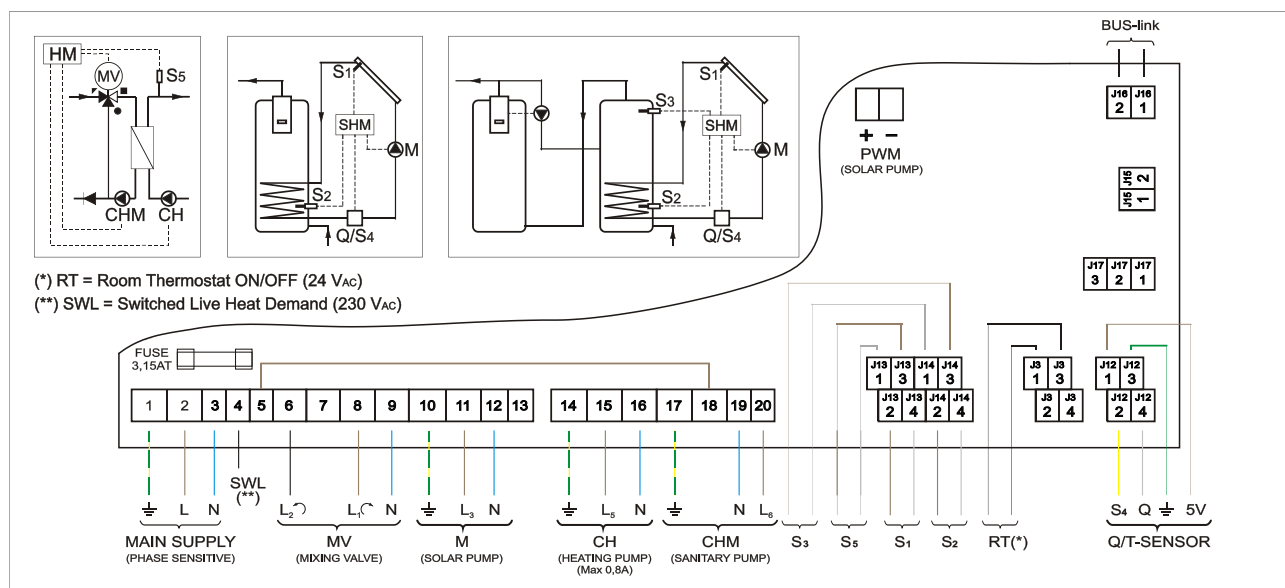 BUS-link
HM
S5
MV
CHM
CH
S1
SHM
M
S2
Q/S4
S1
S3
SHM
M
S2
Q/S4
+ −
PWM
(SOLAR PUMP)
J16 2
J16 1
J15 2
J15 1
J17 3
J17 2
J17 1
(*) RT = Room Thermostat ON/OFF (24 VAC)
(**) SWL = Switched Live Heat Demand (230 VAC)
FUSE
3,15AT
J13 1
J13 3
J14 1
J14 3
J3 1
J3 3
J12 1
J12 3
1 2 3 4 5 6 7 8 9 10 11 12 13
14 15 16 17 18 19 20
J13 2
J13 4
J14 2
J14 4
J3 2
J3 4
J12 2
J12 4
SWL
(**)
L N
L2 L1 N
L3 N
L5 N
N L6
S4 Q 5V
MAIN SUPPLY
(PHASE SENSITIVE)
MV
(MIXING VALVE)
M
(SOLAR PUMP)
CH
(HEATING PUMP)
(Max 0,8A)
CHM
(SANITARY PUMP)
S3
S5
S1
S2
RT(*)
Q/T-SENSOR